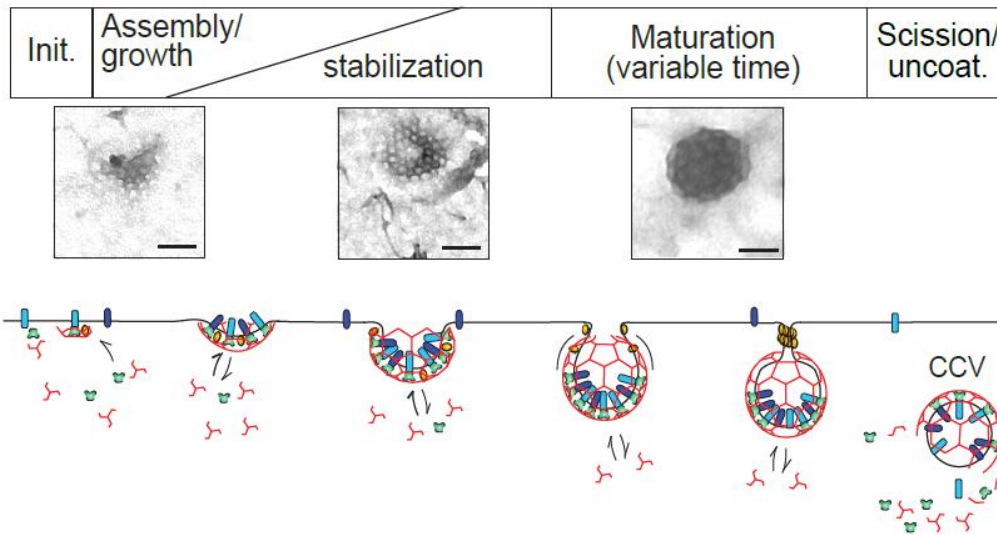 Init.
Assembly/
growth
stabilization
Maturation
(variable time)
Scission/
uncoat.
CCV